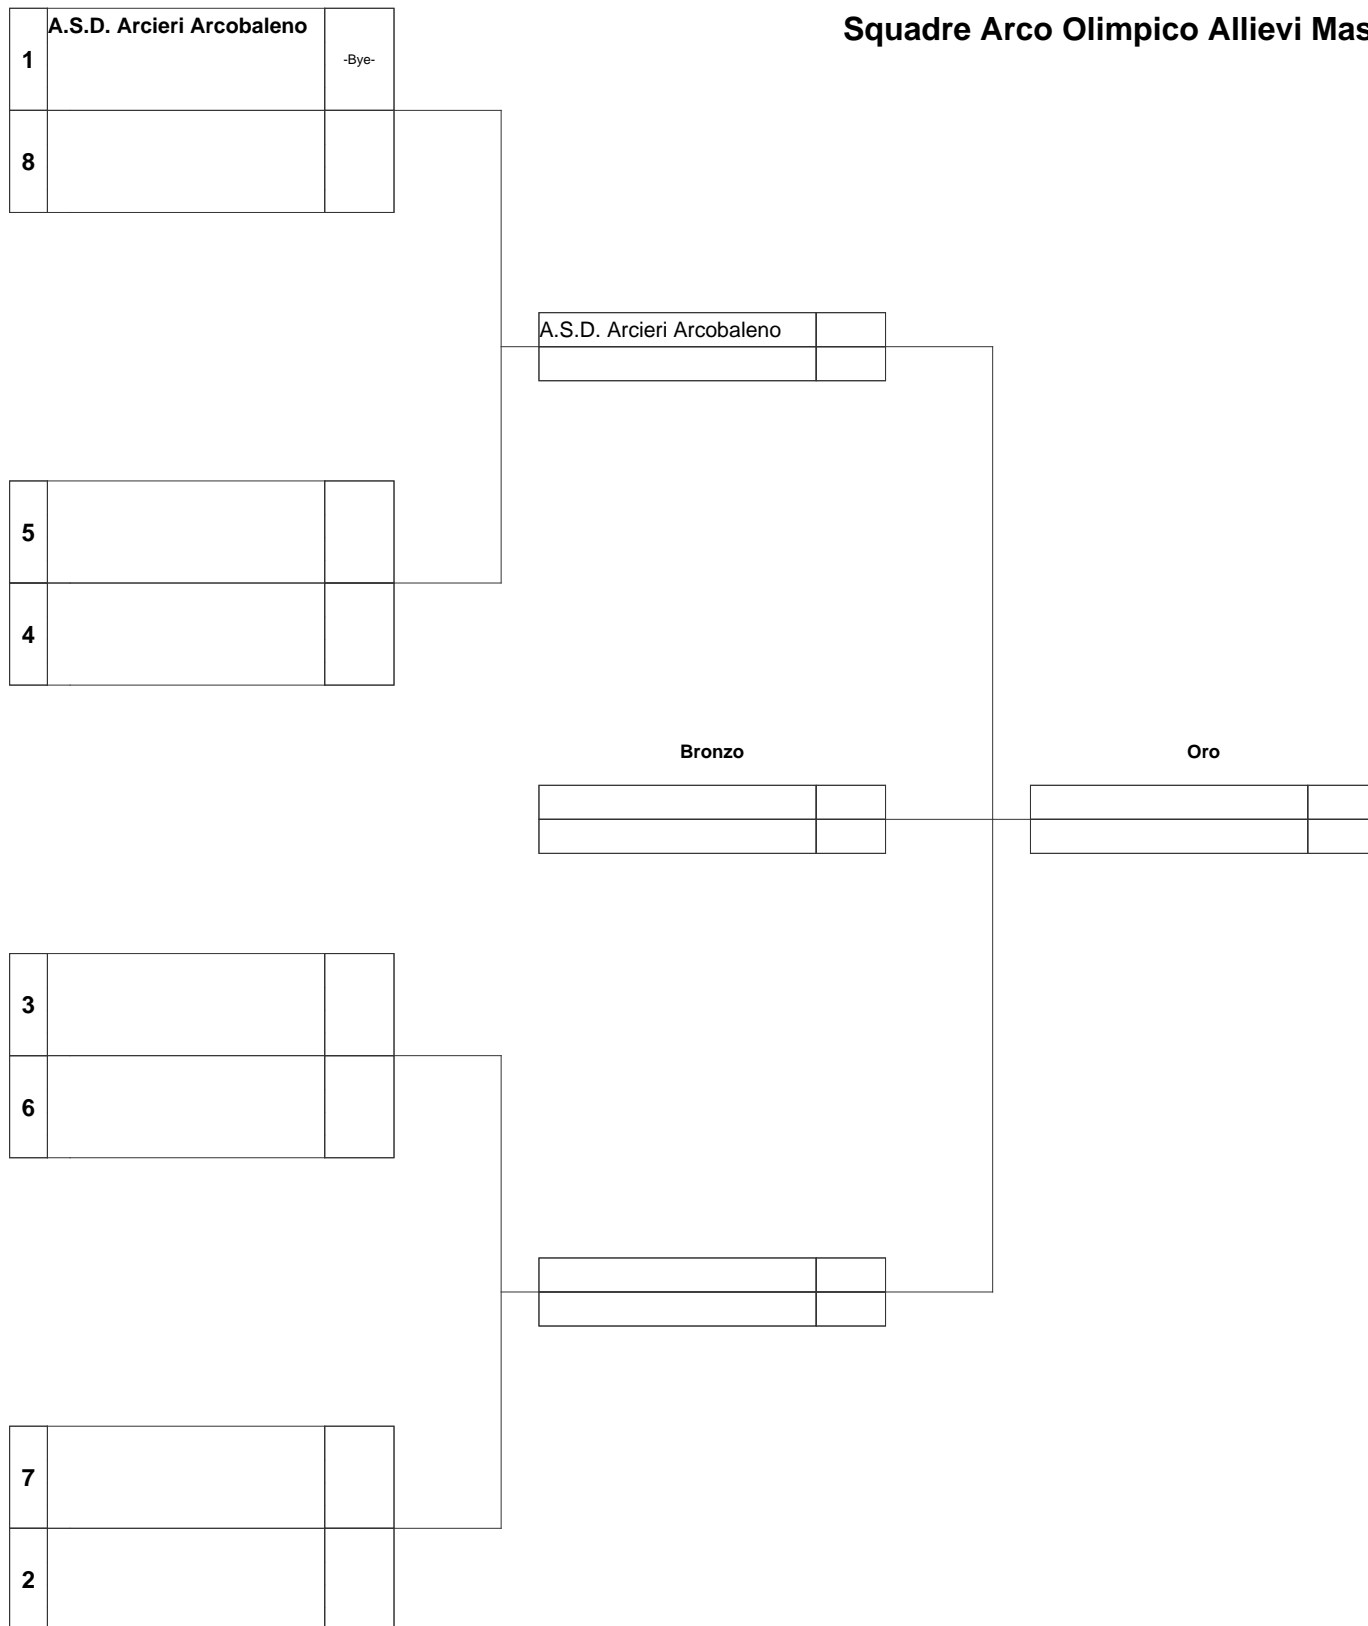 Squadre Arco Olimpico Allievi Mas
A.S.D. Arcieri Arcobaleno
1
-Bye-
8
A.S.D. Arcieri Arcobaleno
5
4
Bronzo
Oro
3
6
7
2